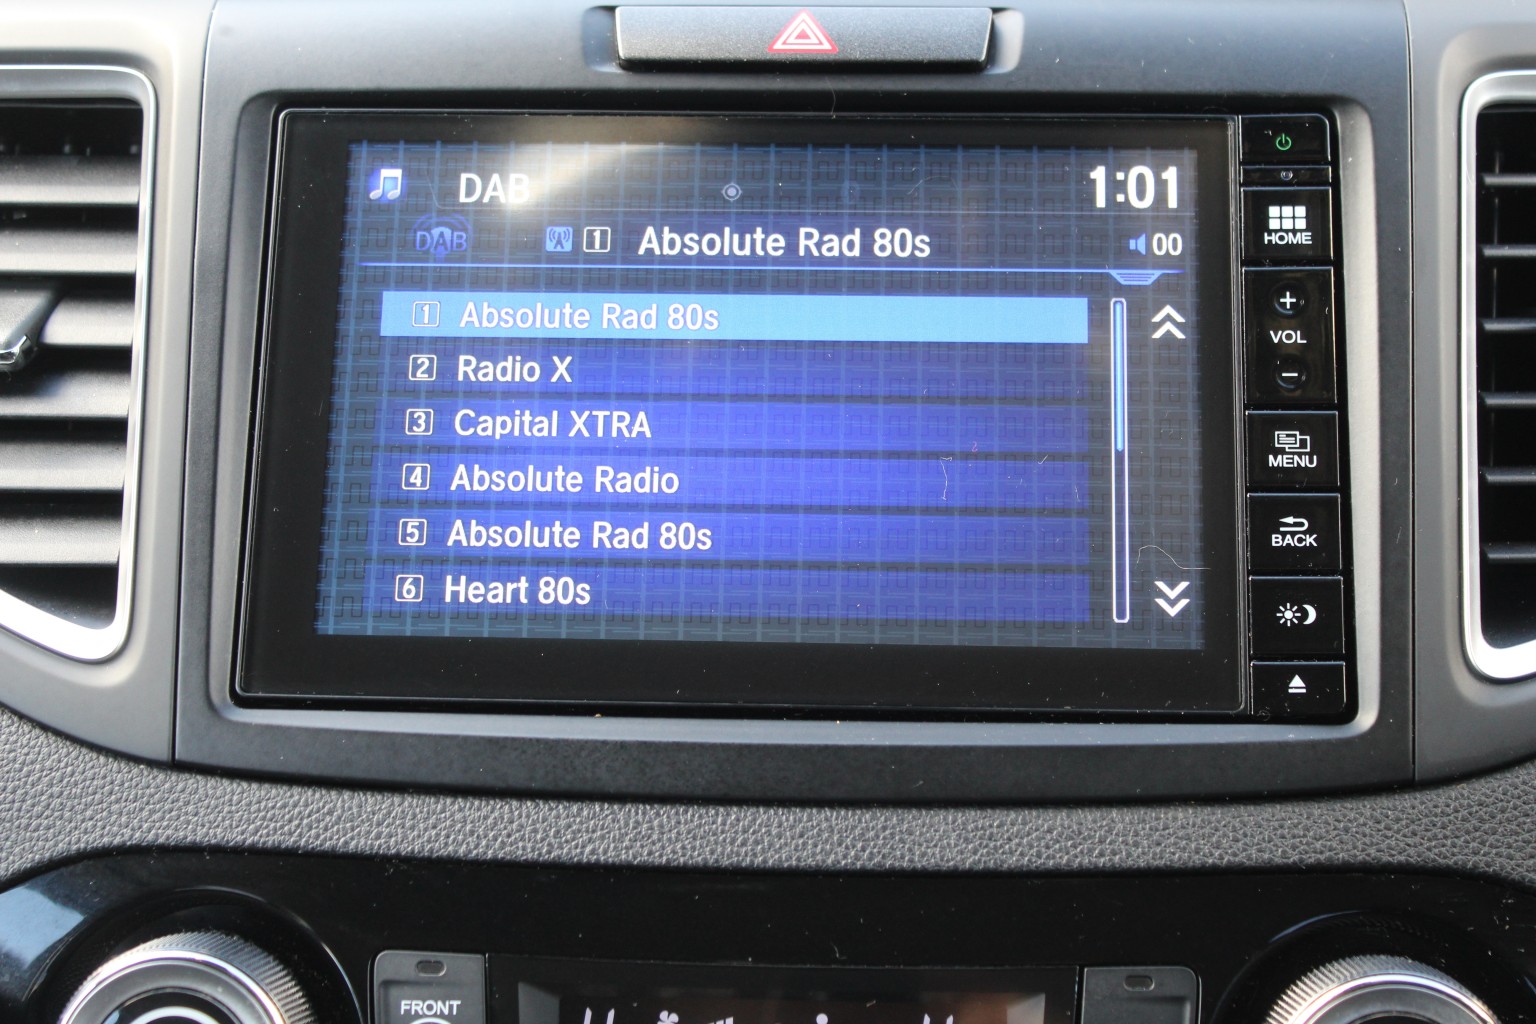 DAB 1:01
DAB 1 Absolute Rad 80s 00
1 Absolute Rad 80s
2 Radio X
3 Capital XTRA
4 Absolute Radio
5 Absolute Rad 80s
6 Heart 80s
HOME
+
VOL
−
MENU
BACK
FRONT